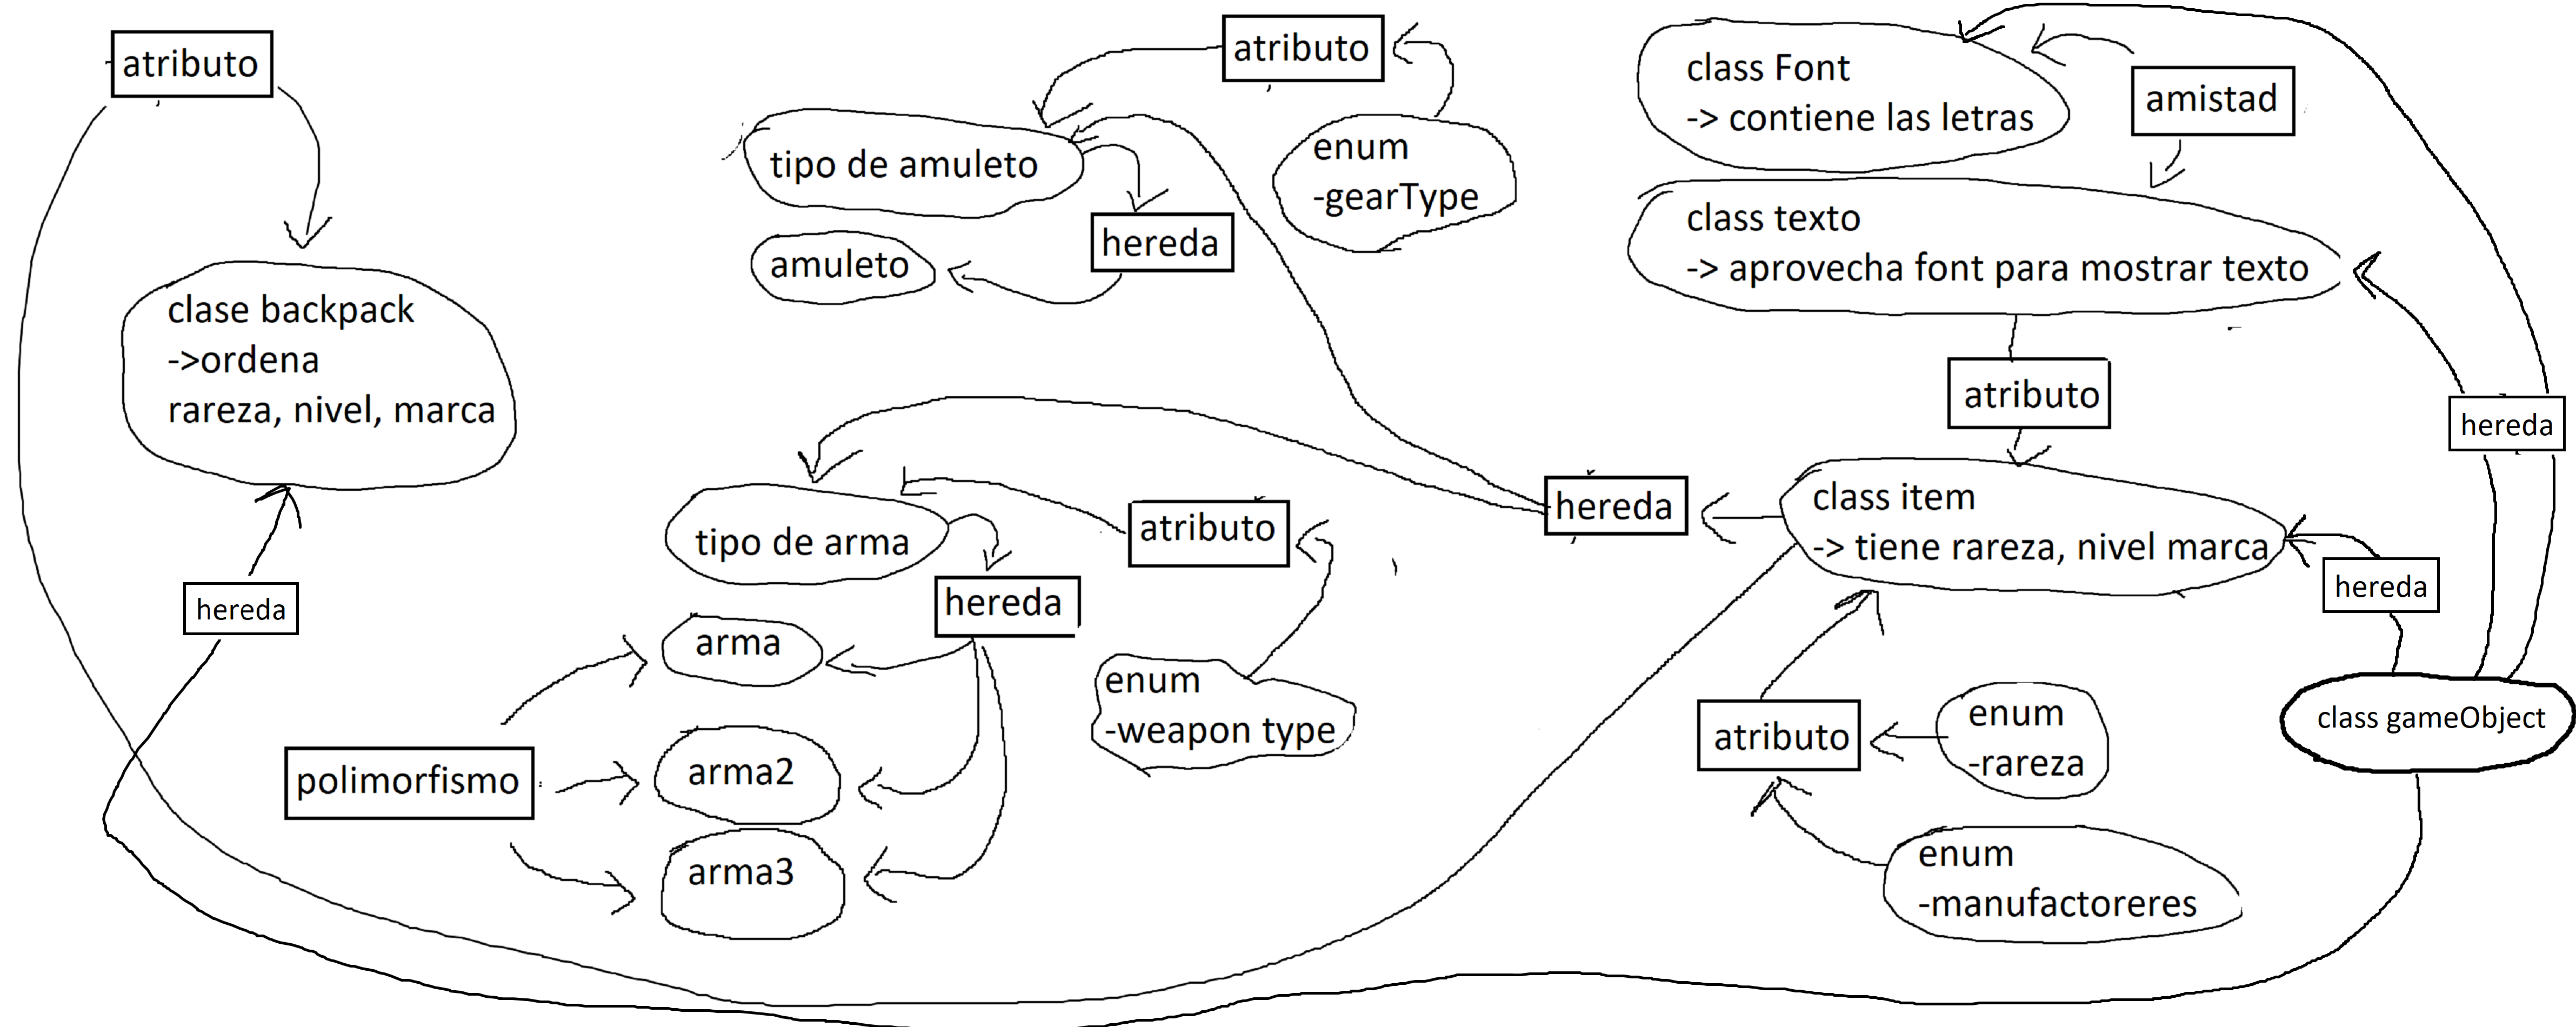 atributo
clase backpack
->ordena
rareza, nivel, marca
hereda
atributo
tipo de amuleto
hereda
amuleto
enum
-gearType
class Font
-> contiene las letras
amistad
class texto
-> aprovecha font para mostrar texto
atributo
hereda
hereda
class item
-> tiene rareza, nivel marca
hereda
class gameObject
atributo
enum
-rareza
enum
-manufactoreres
tipo de arma
atributo
hereda
enum
-weapon type
arma
arma2
arma3
polimorfismo